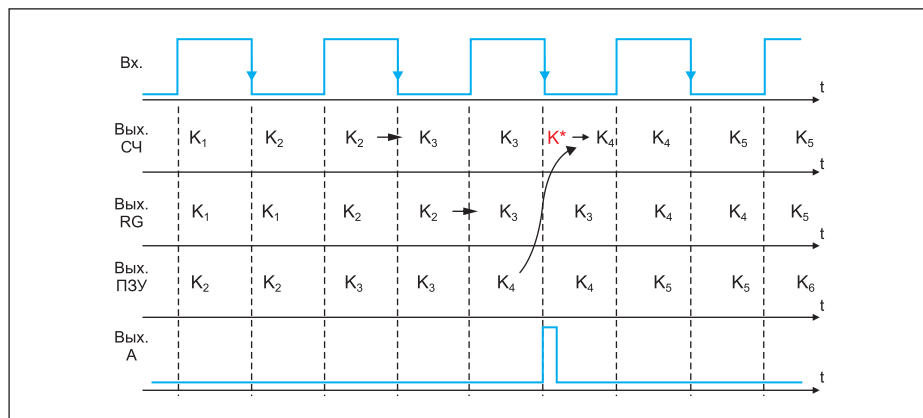 Вх.
t
Вых.
СЧ
K₁ K₂ K₂ K₃ K₃ K* K₄ K₄ K₅ K₅
t
Вых.
RG
K₁ K₁ K₂ K₂ K₃ K₃ K₄ K₄ K₅
t
Вых.
ПЗУ
K₂ K₂ K₃ K₃ K₄ K₄ K₅ K₅ K₆
t
Вых.
А
t